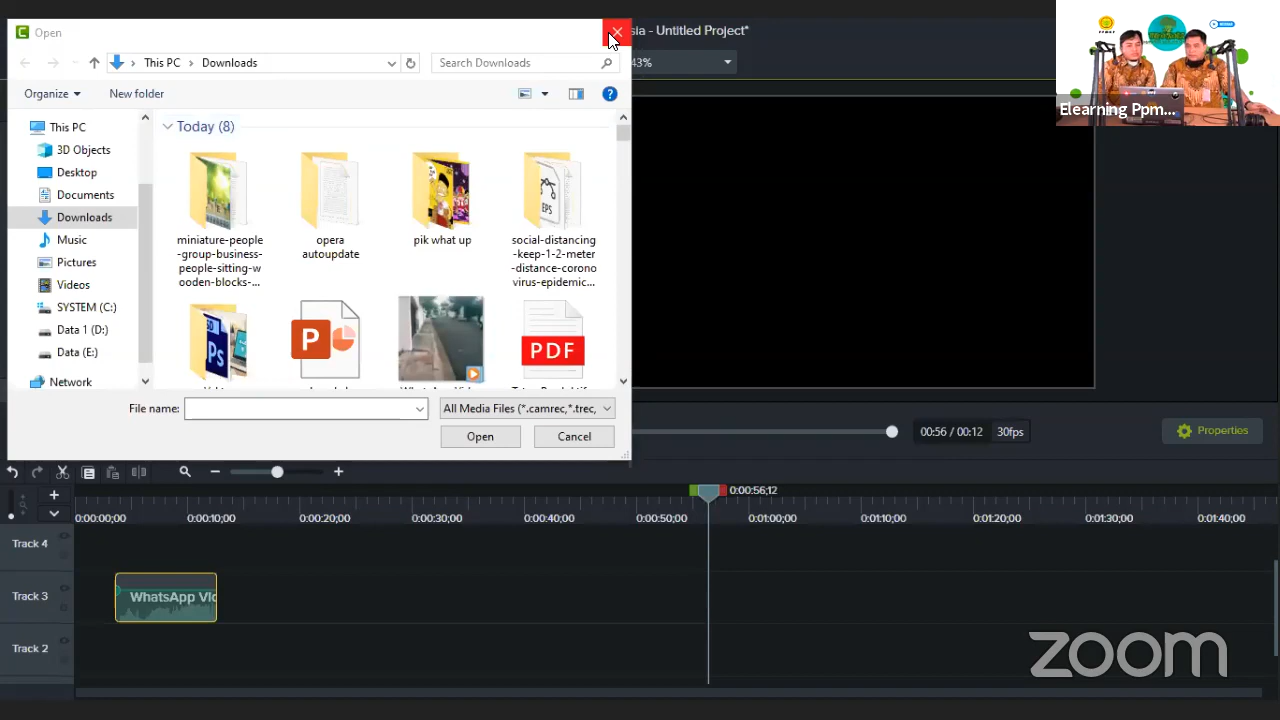 Open
sia - Untitled Project*
This PC
Downloads
Search Downloads
43%
Organize
New folder
?
Elearning Ppm...
This PC
3D Objects
Desktop
Documents
Downloads
Music
Pictures
Videos
SYSTEM (C:)
Data 1 (D:)
Data (E:)
Network
Today (8)
miniature-people
-group-business-
people-sitting-w
ooden-blocks-...
opera
autoupdate
pik what up
social-distancing
-keep-1-2-meter
-distance-corono
virus-epidemic...
EPS
Ps
P
PDF
File name:
All Media Files (*.camrec,*.trec,
Open
Cancel
00:56 / 00:12
30fps
Properties
0:00:56;12
0:00:00;00
0:00:10;00
0:00:20;00
0:00:30;00
0:00:40;00
0:00:50;00
0:01:00;00
0:01:10;00
0:01:20;00
0:01:30;00
0:01:40;00
Track 4
Track 3
WhatsApp Vid
Track 2
zoom